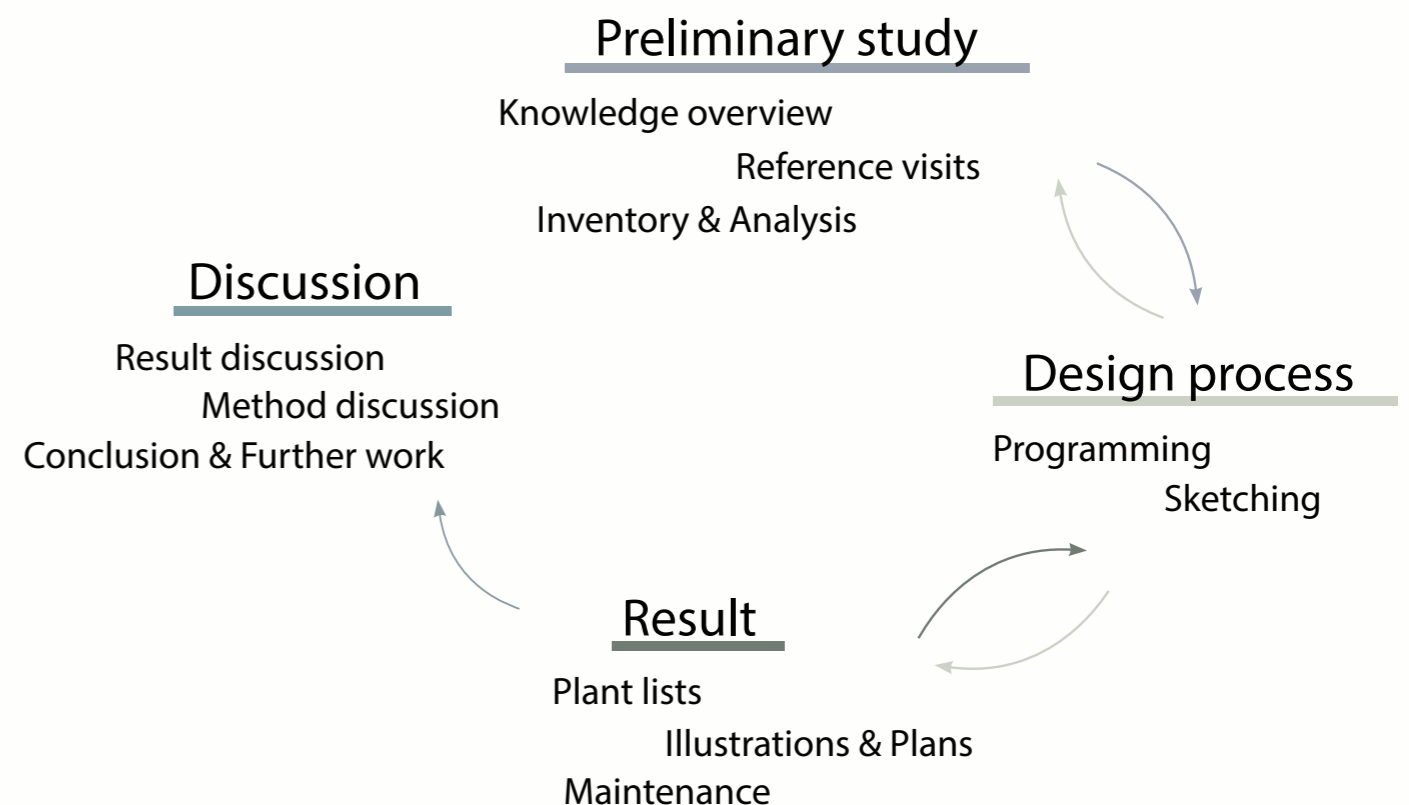 Preliminary study
Knowledge overview
Reference visits
Inventory & Analysis
Discussion
Result discussion
Method discussion
Conclusion & Further work
Design process
Programming
Sketching
Result
Plant lists
Illustrations & Plans
Maintenance